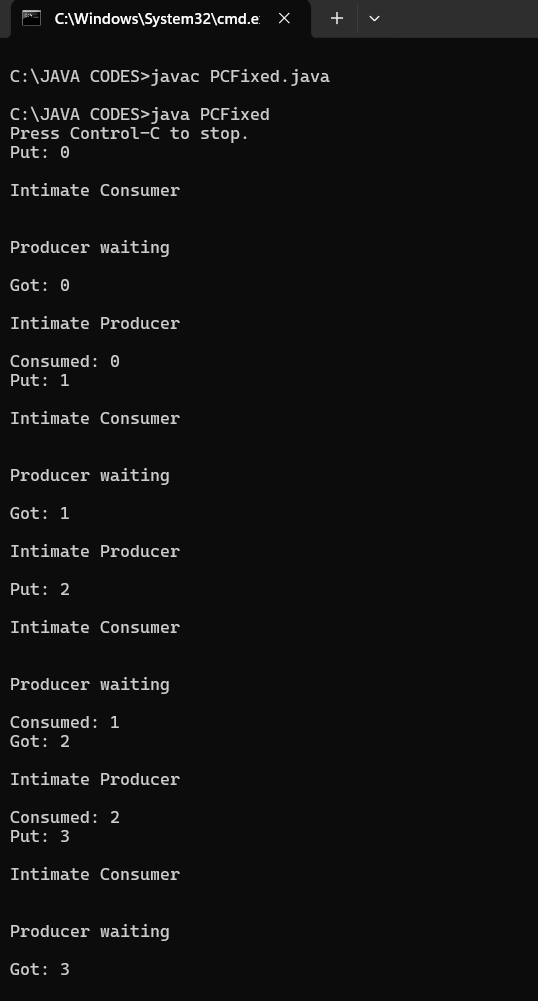 C:\Windows\System32\cmd.e
C:\JAVA CODES>javac PCFixed.java
C:\JAVA CODES>java PCFixed
Press Control-C to stop.
Put: 0
Intimate Consumer
Producer waiting
Got: 0
Intimate Producer
Consumed: 0
Put: 1
Intimate Consumer
Producer waiting
Got: 1
Intimate Producer
Put: 2
Intimate Consumer
Producer waiting
Consumed: 1
Got: 2
Intimate Producer
Consumed: 2
Put: 3
Intimate Consumer
Producer waiting
Got: 3